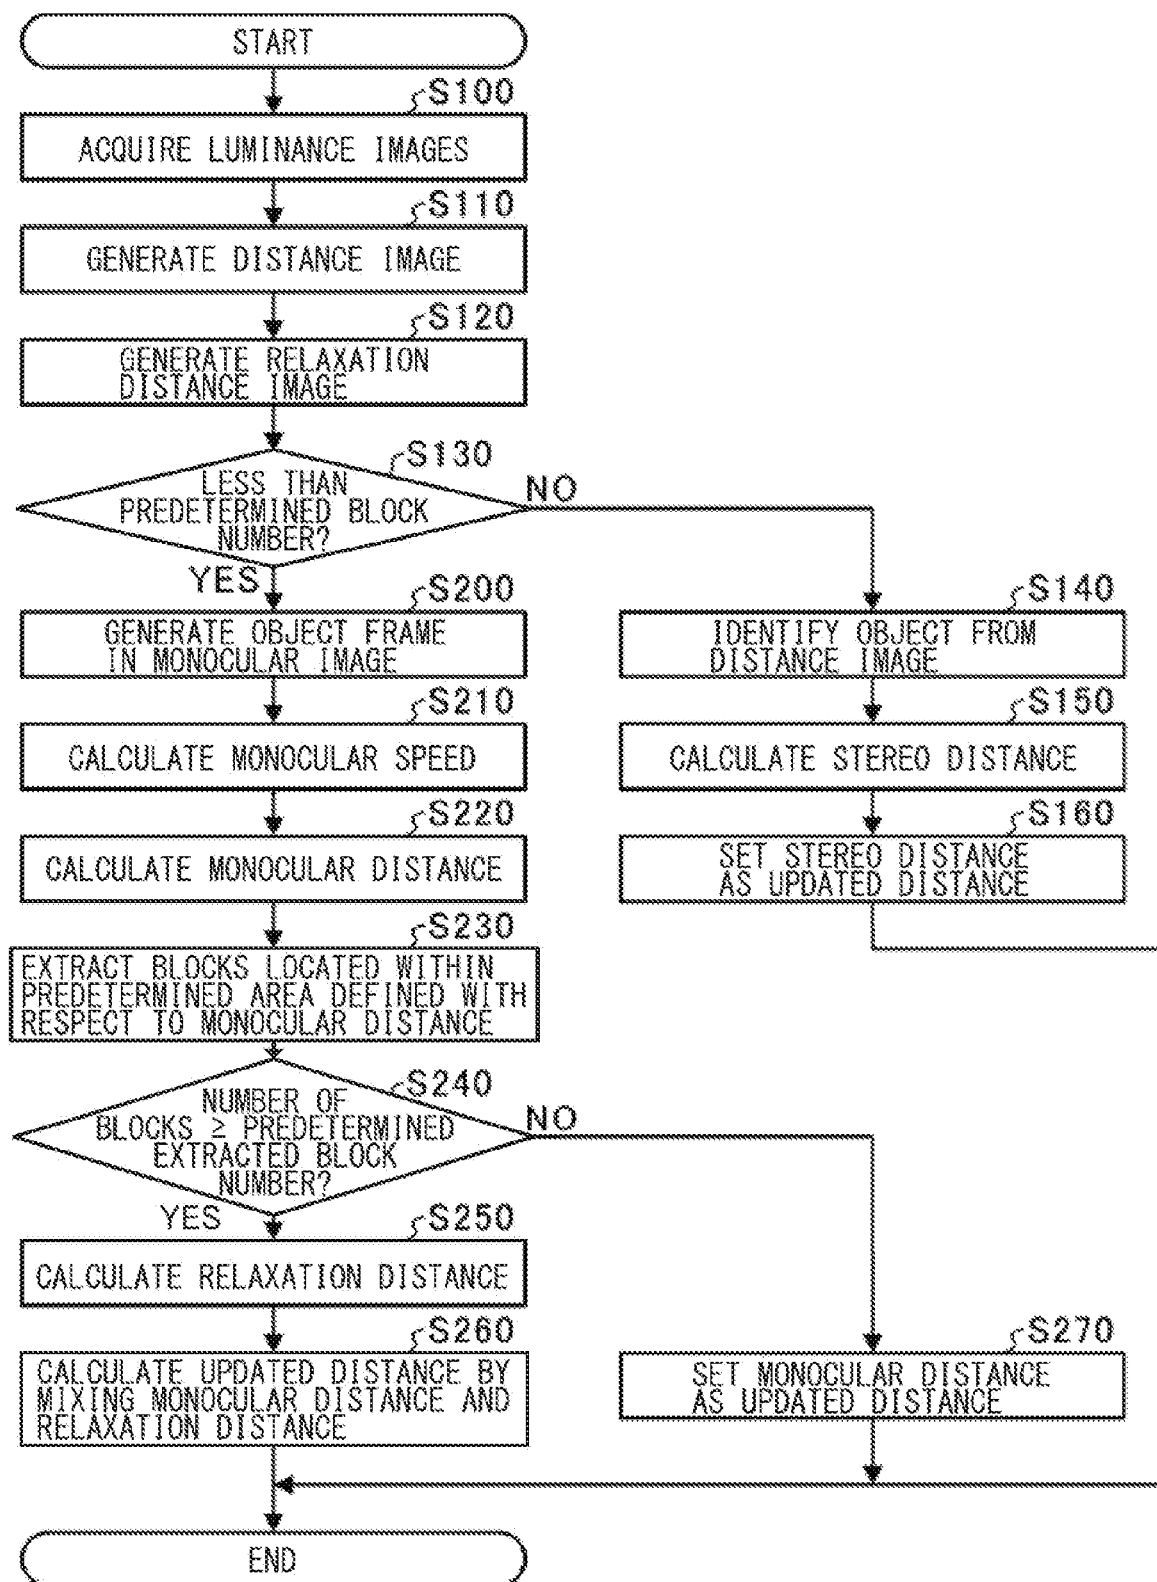 START
S100
ACQUIRE LUMINANCE IMAGES
S110
GENERATE DISTANCE IMAGE
S120
GENERATE RELAXATION
DISTANCE IMAGE
S130
LESS THAN
PREDETERMINED BLOCK
NUMBER?
NO
YES
S200
GENERATE OBJECT FRAME
IN MONOCULAR IMAGE
S140
IDENTIFY OBJECT FROM
DISTANCE IMAGE
S210
CALCULATE MONOCULAR SPEED
S150
CALCULATE STEREO DISTANCE
S220
CALCULATE MONOCULAR DISTANCE
S160
SET STEREO DISTANCE
AS UPDATED DISTANCE
S230
EXTRACT BLOCKS LOCATED WITHIN
PREDETERMINED AREA DEFINED WITH
RESPECT TO MONOCULAR DISTANCE
S240
NUMBER OF
BLOCKS ≥ PREDETERMINED
EXTRACTED BLOCK
NUMBER?
NO
YES
S250
CALCULATE RELAXATION DISTANCE
S260
CALCULATE UPDATED DISTANCE BY
MIXING MONOCULAR DISTANCE AND
RELAXATION DISTANCE
S270
SET MONOCULAR DISTANCE
AS UPDATED DISTANCE
END